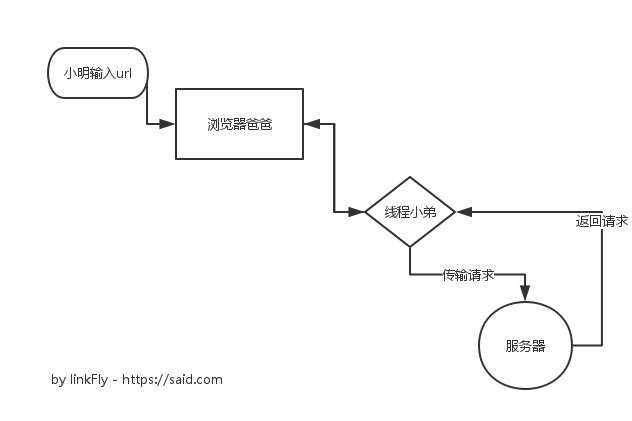 小明输入url
浏览器爸爸
线程小弟
返回请求
传输请求
服务器
by linkFly - https://said.com